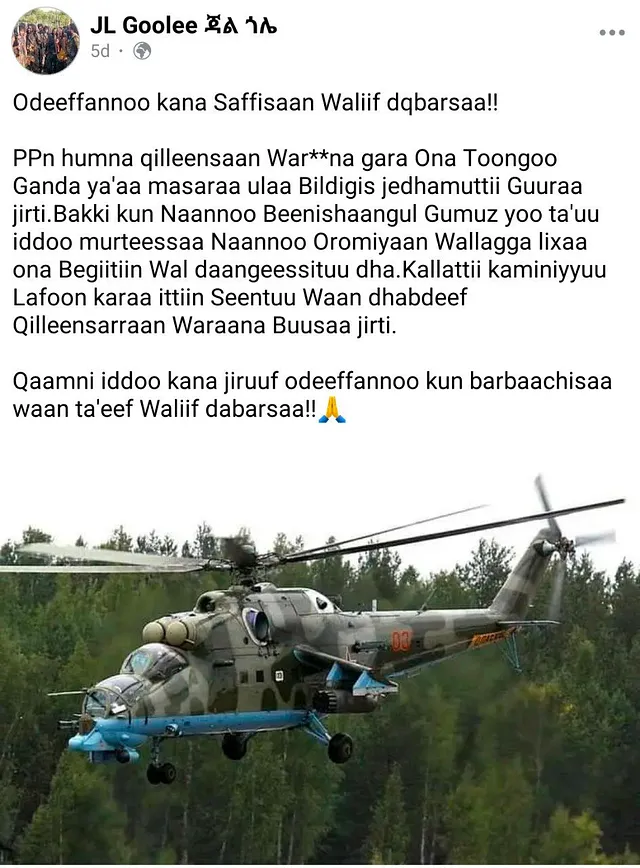 JL Goolee ጃል ጎሌ
5d ·
Odeeffannoo kana Saffisaan Waliif dqbarsaa!!
PPn humna qilleensaan War**na gara Ona Toongoo
Ganda ya'aa masaraa ulaa Bildigis jedhamuttii Guuraa
jirti.Bakki kun Naannoo Beenishaangul Gumuz yoo ta'uu
iddoo murteessaa Naannoo Oromiyaan Wallagga lixaa
ona Begiitiin Wal daangeessituu dha.Kallattii kaminiyyuu
Lafoon karaa ittiin Seentuu Waan dhabdeef
Qilleensarraan Waraana Buusaa jirti.
Qaamni iddoo kana jiruuf odeeffannoo kun barbaachisaa
waan ta'eef Waliif dabarsaa!!🙏
03